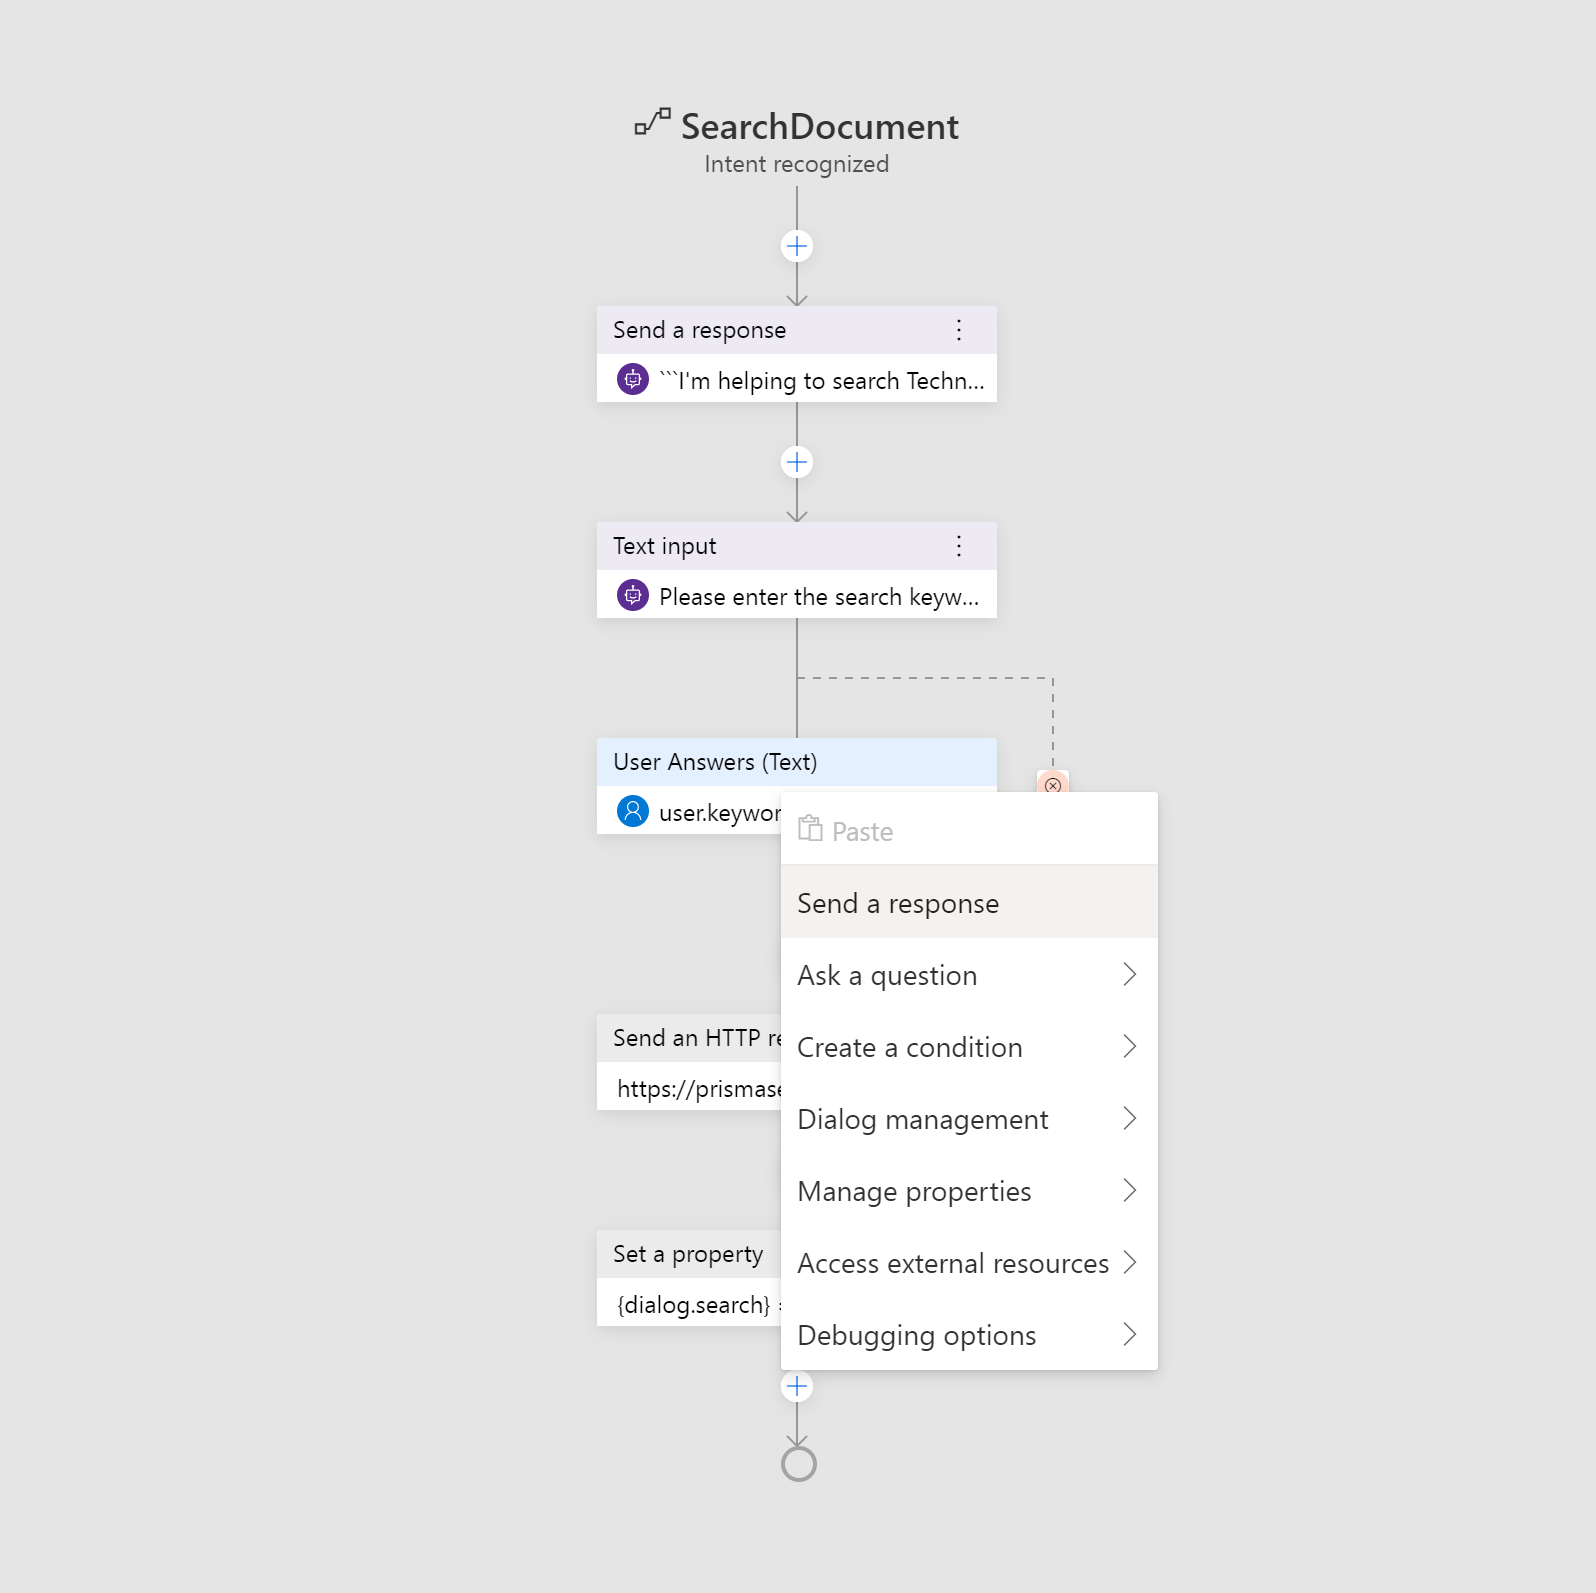 SearchDocument
Intent recognized
Send a response
```I'm helping to search Techn...
Text input
Please enter the search keyw...
User Answers (Text)
user.keywor
Paste
Send a response
Ask a question
Create a condition
Send an HTTP re
https://prismase
Dialog management
Manage properties
Set a property
Access external resources
{dialog.search} =
Debugging options